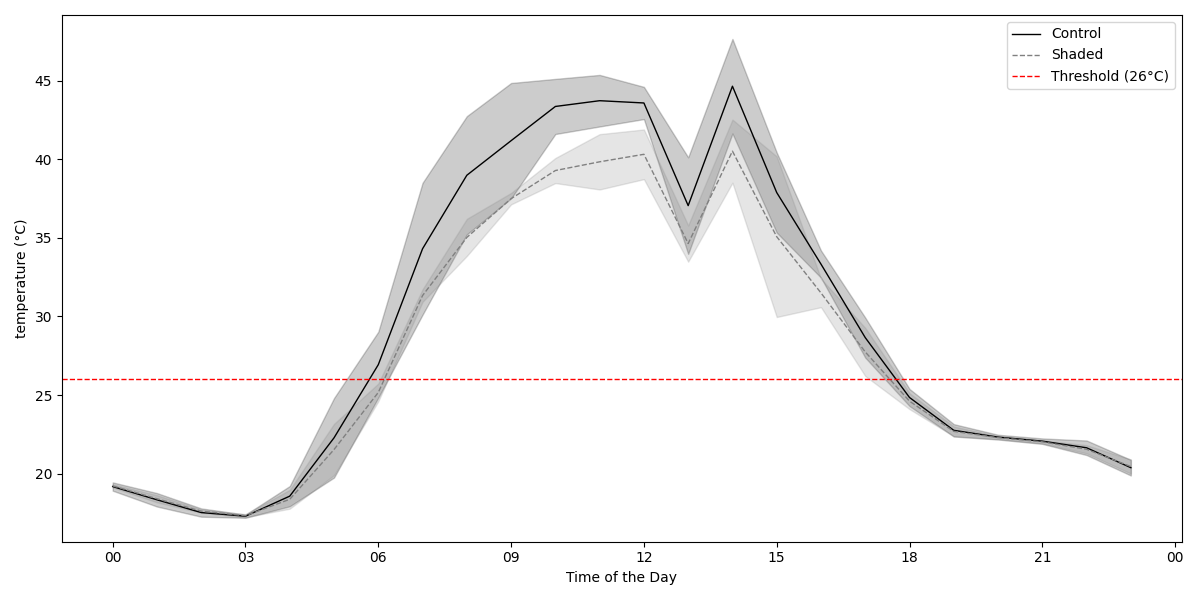 Control
Shaded
Threshold (26°C)
temperature (°C)
45
40
35
30
25
20
00 03 06 09 12 15 18 21 00
Time of the Day